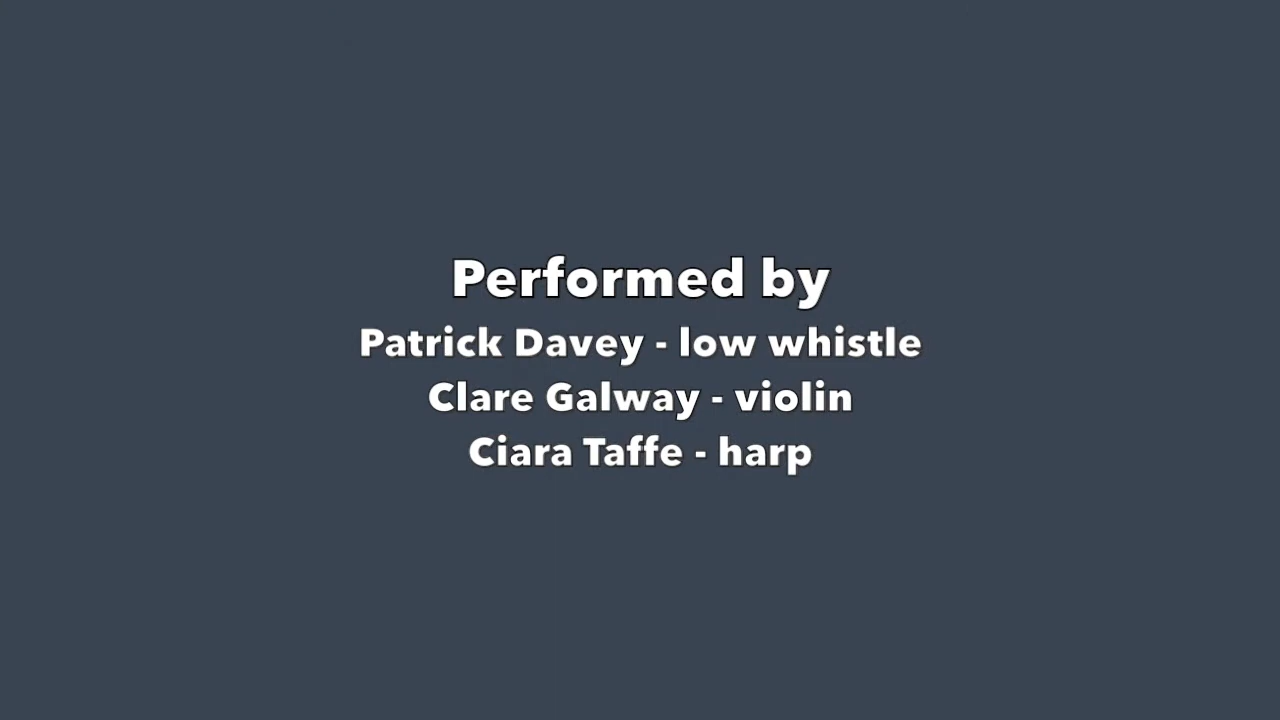 Performed by
Patrick Davey - low whistle
Clare Galway - violin
Ciara Taffe - harp